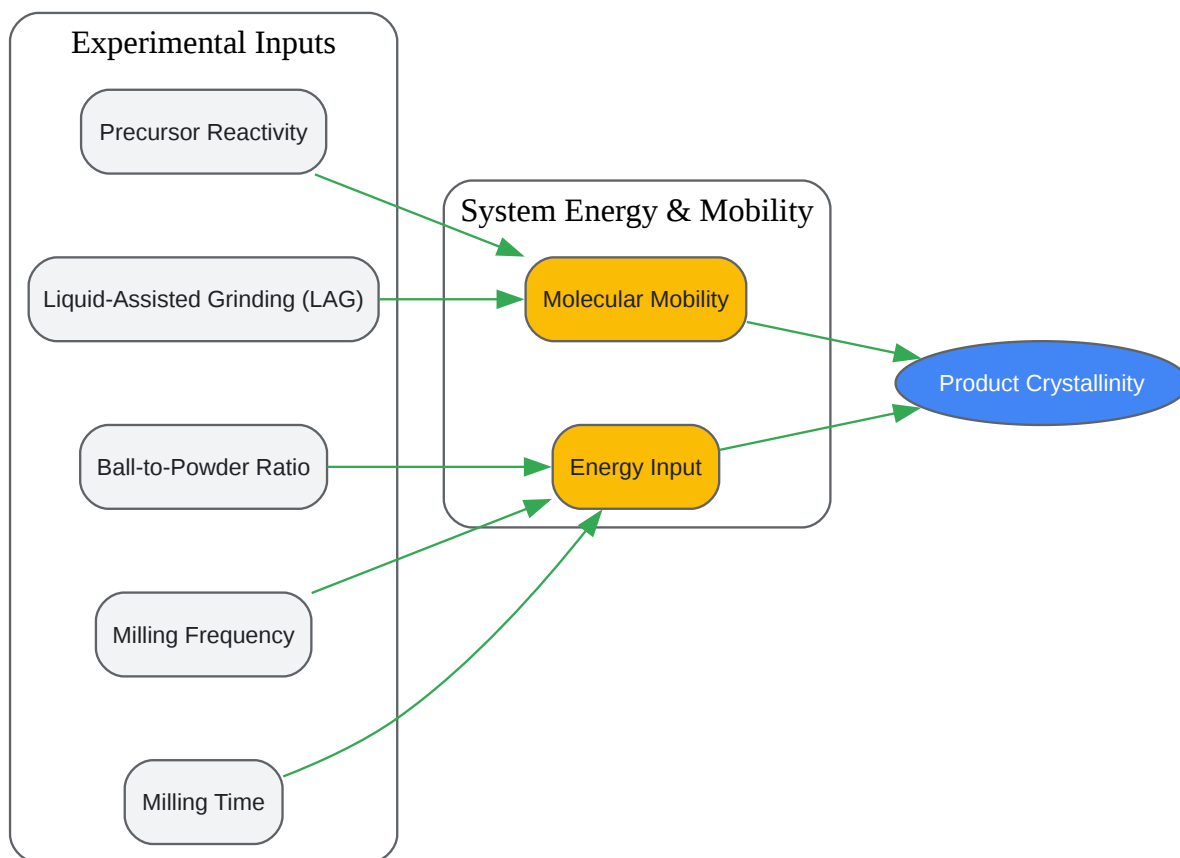 Experimental Inputs
Precursor Reactivity
System Energy & Mobility
Liquid-Assisted Grinding (LAG)
Molecular Mobility
Product Crystallinity
Ball-to-Powder Ratio
Energy Input
Milling Frequency
Milling Time